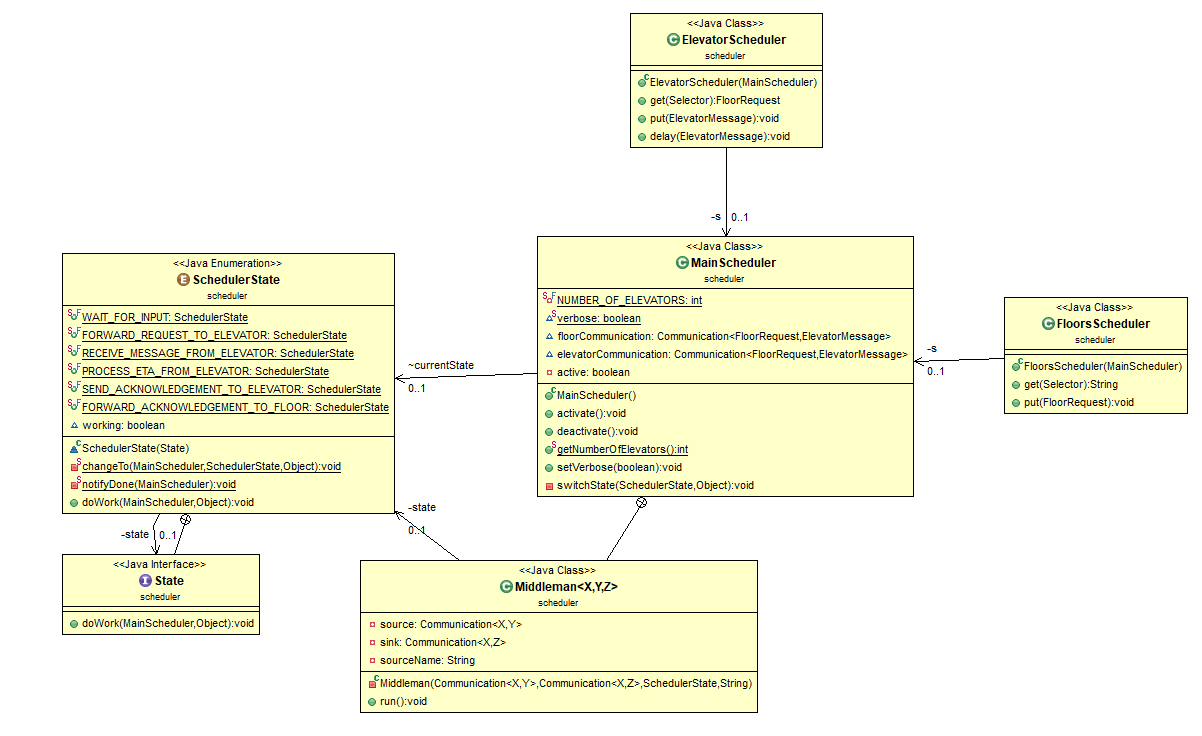 <<Java Class>>
ElevatorScheduler
scheduler
ElevatorScheduler(MainScheduler)
get(Selector):FloorRequest
put(ElevatorMessage):void
delay(ElevatorMessage):void
-s 0..1
<<Java Enumeration>>
SchedulerState
scheduler
WAIT_FOR_INPUT: SchedulerState
FORWARD_REQUEST_TO_ELEVATOR: SchedulerState
RECEIVE_MESSAGE_FROM_ELEVATOR: SchedulerState
PROCESS_ETA_FROM_ELEVATOR: SchedulerState
SEND_ACKNOWLEDGEMENT_TO_ELEVATOR: SchedulerState
FORWARD_ACKNOWLEDGEMENT_TO_FLOOR: SchedulerState
working: boolean
SchedulerState(State)
changeTo(MainScheduler,SchedulerState,Object):void
notifyDone(MainScheduler):void
doWork(MainScheduler,Object):void
~currentState
0..1
<<Java Class>>
MainScheduler
scheduler
NUMBER_OF_ELEVATORS: int
verbose: boolean
floorCommunication: Communication<FloorRequest,ElevatorMessage>
elevatorCommunication: Communication<FloorRequest,ElevatorMessage>
active: boolean
MainScheduler()
activate():void
deactivate():void
getNumberOfElevators():int
setVerbose(boolean):void
switchState(SchedulerState,Object):void
-s
0..1
<<Java Class>>
FloorsScheduler
scheduler
FloorsScheduler(MainScheduler)
get(Selector):String
put(FloorRequest):void
-state 0..1
-state
0..1
<<Java Interface>>
State
scheduler
doWork(MainScheduler,Object):void
<<Java Class>>
Middleman<X,Y,Z>
scheduler
source: Communication<X,Y>
sink: Communication<X,Z>
sourceName: String
Middleman(Communication<X,Y>,Communication<X,Z>,SchedulerState,String)
run():void